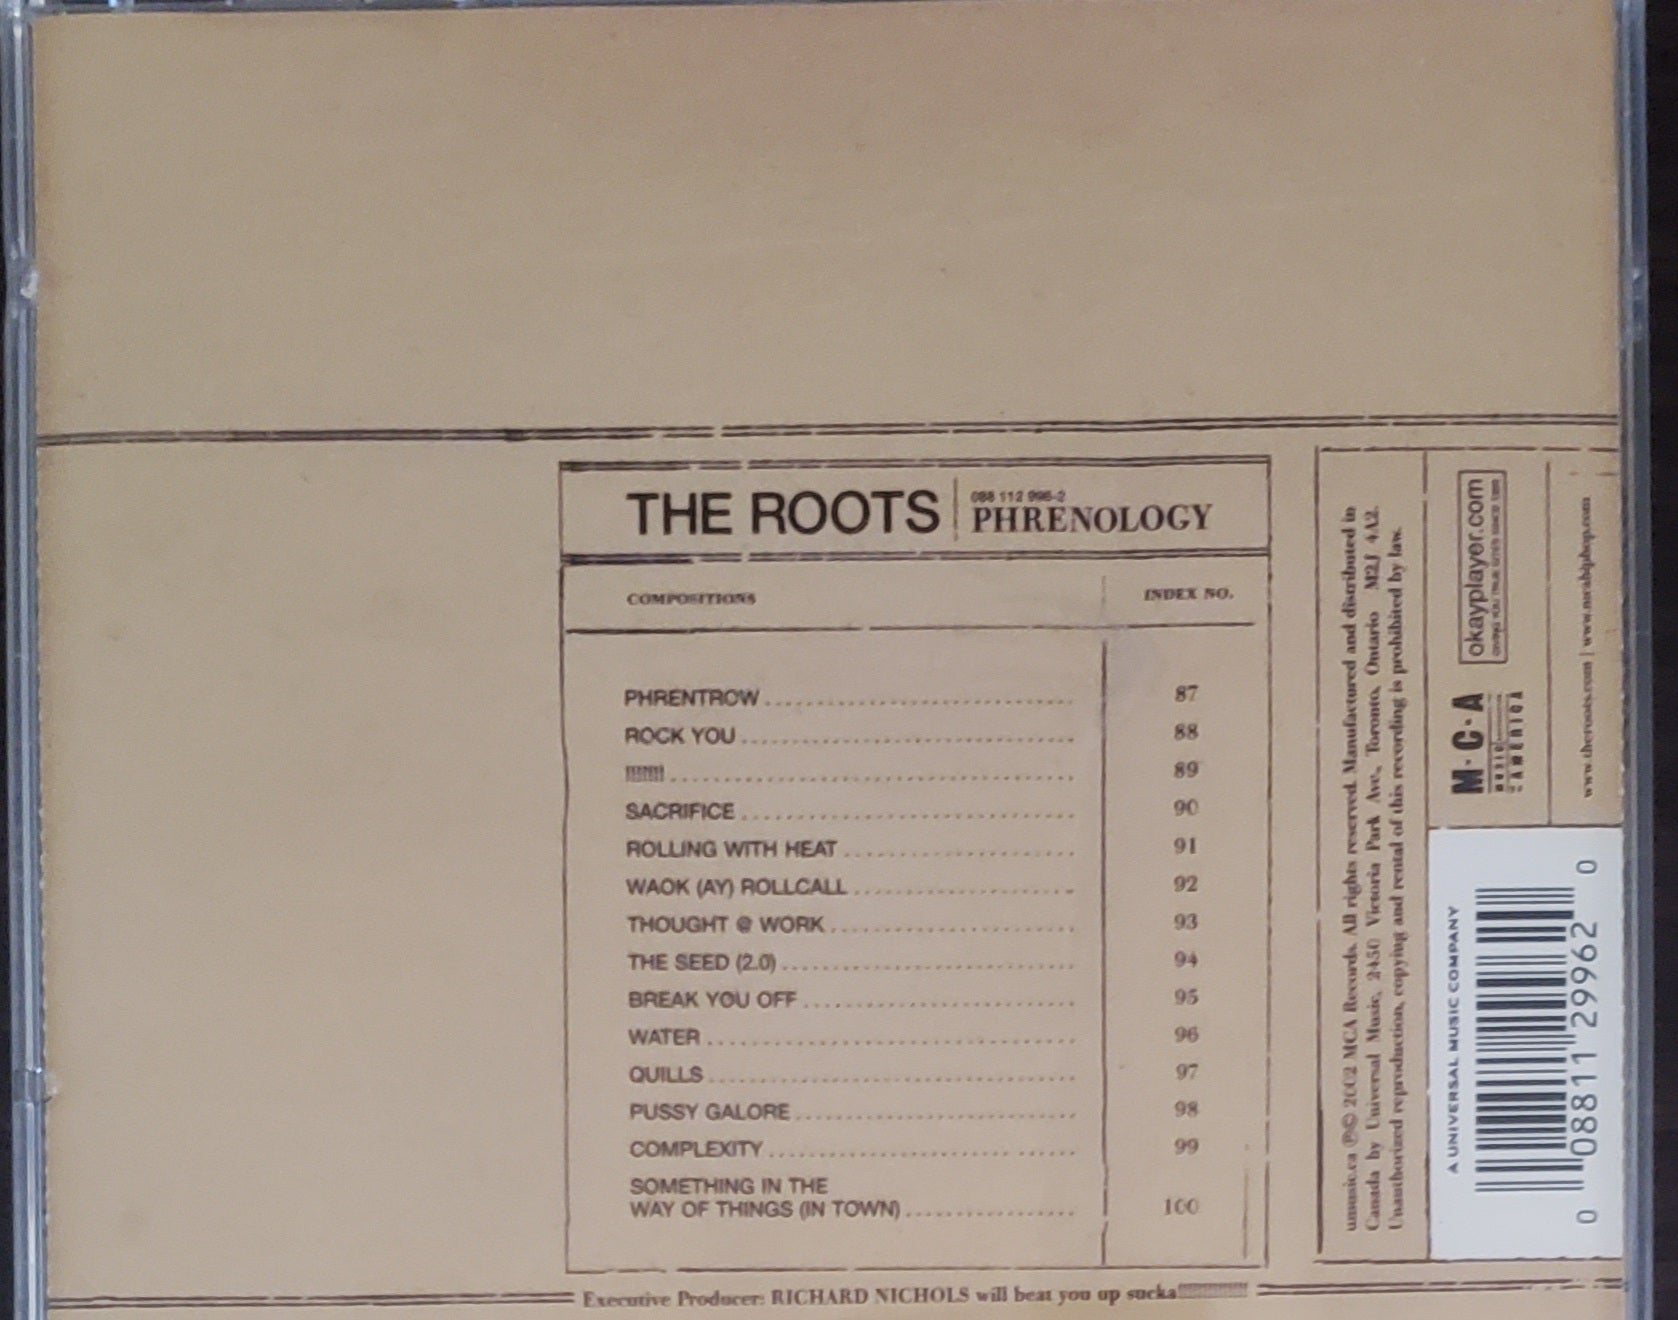 THE ROOTS
088 112 996-2
PHRENOLOGY
COMPOSITIONS INDEX NO.
PHRENTROW 87
ROCK YOU 88
!!!!!!! 89
SACRIFICE 90
ROLLING WITH HEAT 91
WAOK (AY) ROLLCALL 92
THOUGHT @ WORK 93
THE SEED (2.0) 94
BREAK YOU OFF 95
WATER 96
QUILLS 97
PUSSY GALORE 98
COMPLEXITY 99
SOMETHING IN THE
WAY OF THINGS (IN TOWN) 100
Executive Producer: RICHARD NICHOLS will beat you up sucka
umusic.ca ℗© 2002 MCA Records. All rights reserved. Manufactured and distributed in
Canada by Universal Music, 2450 Victoria Park Ave., Toronto, Ontario M2J 4A2.
Unauthorized reproduction, copying and rental of this recording is prohibited by law.
okayplayer.com
M·C·A
MUSIC
AMERICA
www.theroots.com |
A UNIVERSAL MUSIC COMPANY
0 08811 29962 0